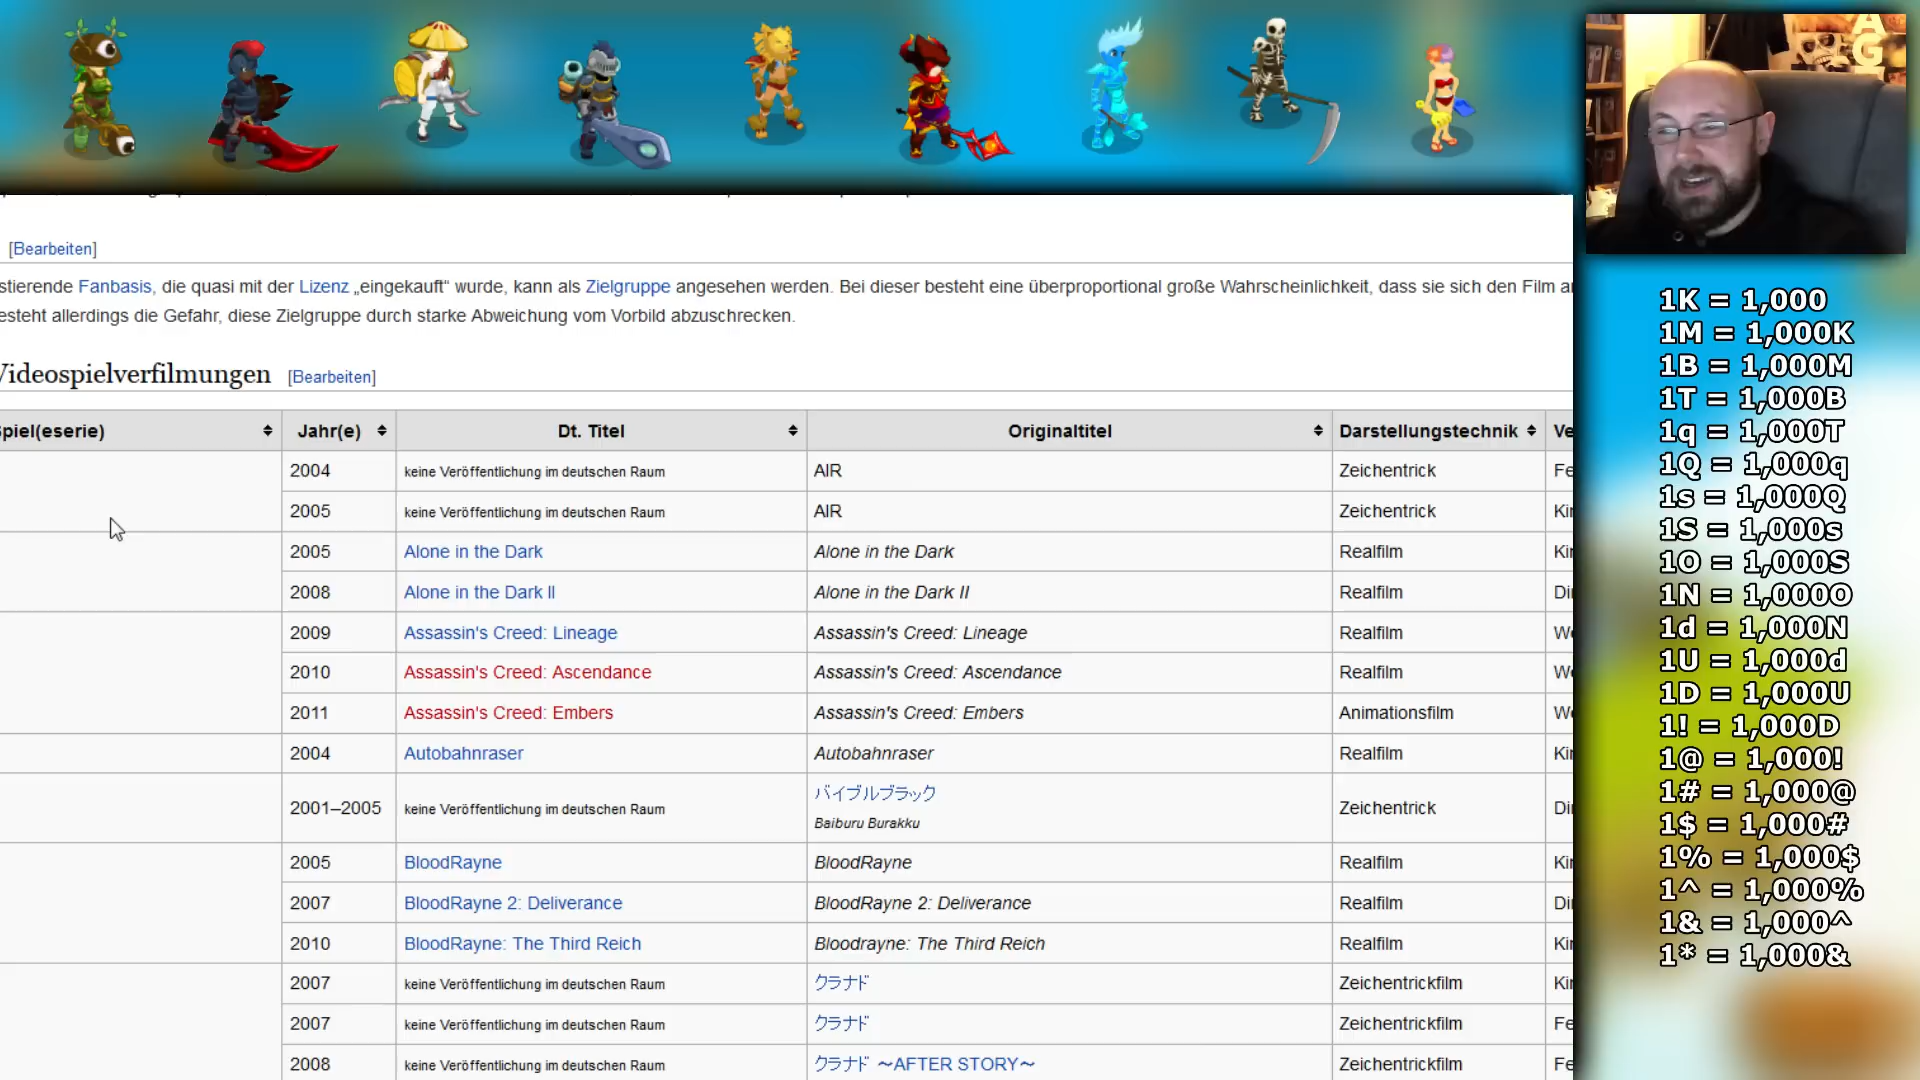 AG
[Bearbeiten]
stierende Fanbasis, die quasi mit der Lizenz „eingekauft“ wurde, kann als Zielgruppe angesehen werden. Bei dieser besteht eine überproportional große Wahrscheinlichkeit, dass sie sich den Film
esteht allerdings die Gefahr, diese Zielgruppe durch starke Abweichung vom Vorbild abzuschrecken.
Videospielverfilmungen [Bearbeiten]
piel(eserie) Jahr(e) Dt. Titel Originaltitel Darstellungstechnik Ve
2004 keine Veröffentlichung im deutschen Raum AIR Zeichentrick Fe
2005 keine Veröffentlichung im deutschen Raum AIR Zeichentrick Kin
2005 Alone in the Dark Alone in the Dark Realfilm Kin
2008 Alone in the Dark II Alone in the Dark II Realfilm Di
2009 Assassin's Creed: Lineage Assassin's Creed: Lineage Realfilm We
2010 Assassin's Creed: Ascendance Assassin's Creed: Ascendance Realfilm We
2011 Assassin's Creed: Embers Assassin's Creed: Embers Animationsfilm We
2004 Autobahnraser Autobahnraser Realfilm Kin
2001–2005 keine Veröffentlichung im deutschen Raum バイブルブラック Zeichentrick Di
Baiburu Burakku
2005 BloodRayne BloodRayne Realfilm Kin
2007 BloodRayne 2: Deliverance BloodRayne 2: Deliverance Realfilm Di
2010 BloodRayne: The Third Reich Bloodrayne: The Third Reich Realfilm Kin
2007 keine Veröffentlichung im deutschen Raum クラナド Zeichentrickfilm Kin
2007 keine Veröffentlichung im deutschen Raum クラナド Zeichentrickfilm Fe
2008 keine Veröffentlichung im deutschen Raum クラナド 〜AFTER STORY〜 Zeichentrickfilm Fe
1K = 1,000
1M = 1,000K
1B = 1,000M
1T = 1,000B
1q = 1,000T
1Q = 1,000q
1s = 1,000Q
1S = 1,000s
1O = 1,000S
1N = 1,000O
1d = 1,000N
1U = 1,000d
1D = 1,000U
1! = 1,000D
1@ = 1,000!
1# = 1,000@
1$ = 1,000#
1% = 1,000$
1^ = 1,000%
1& = 1,000^
1* = 1,000&